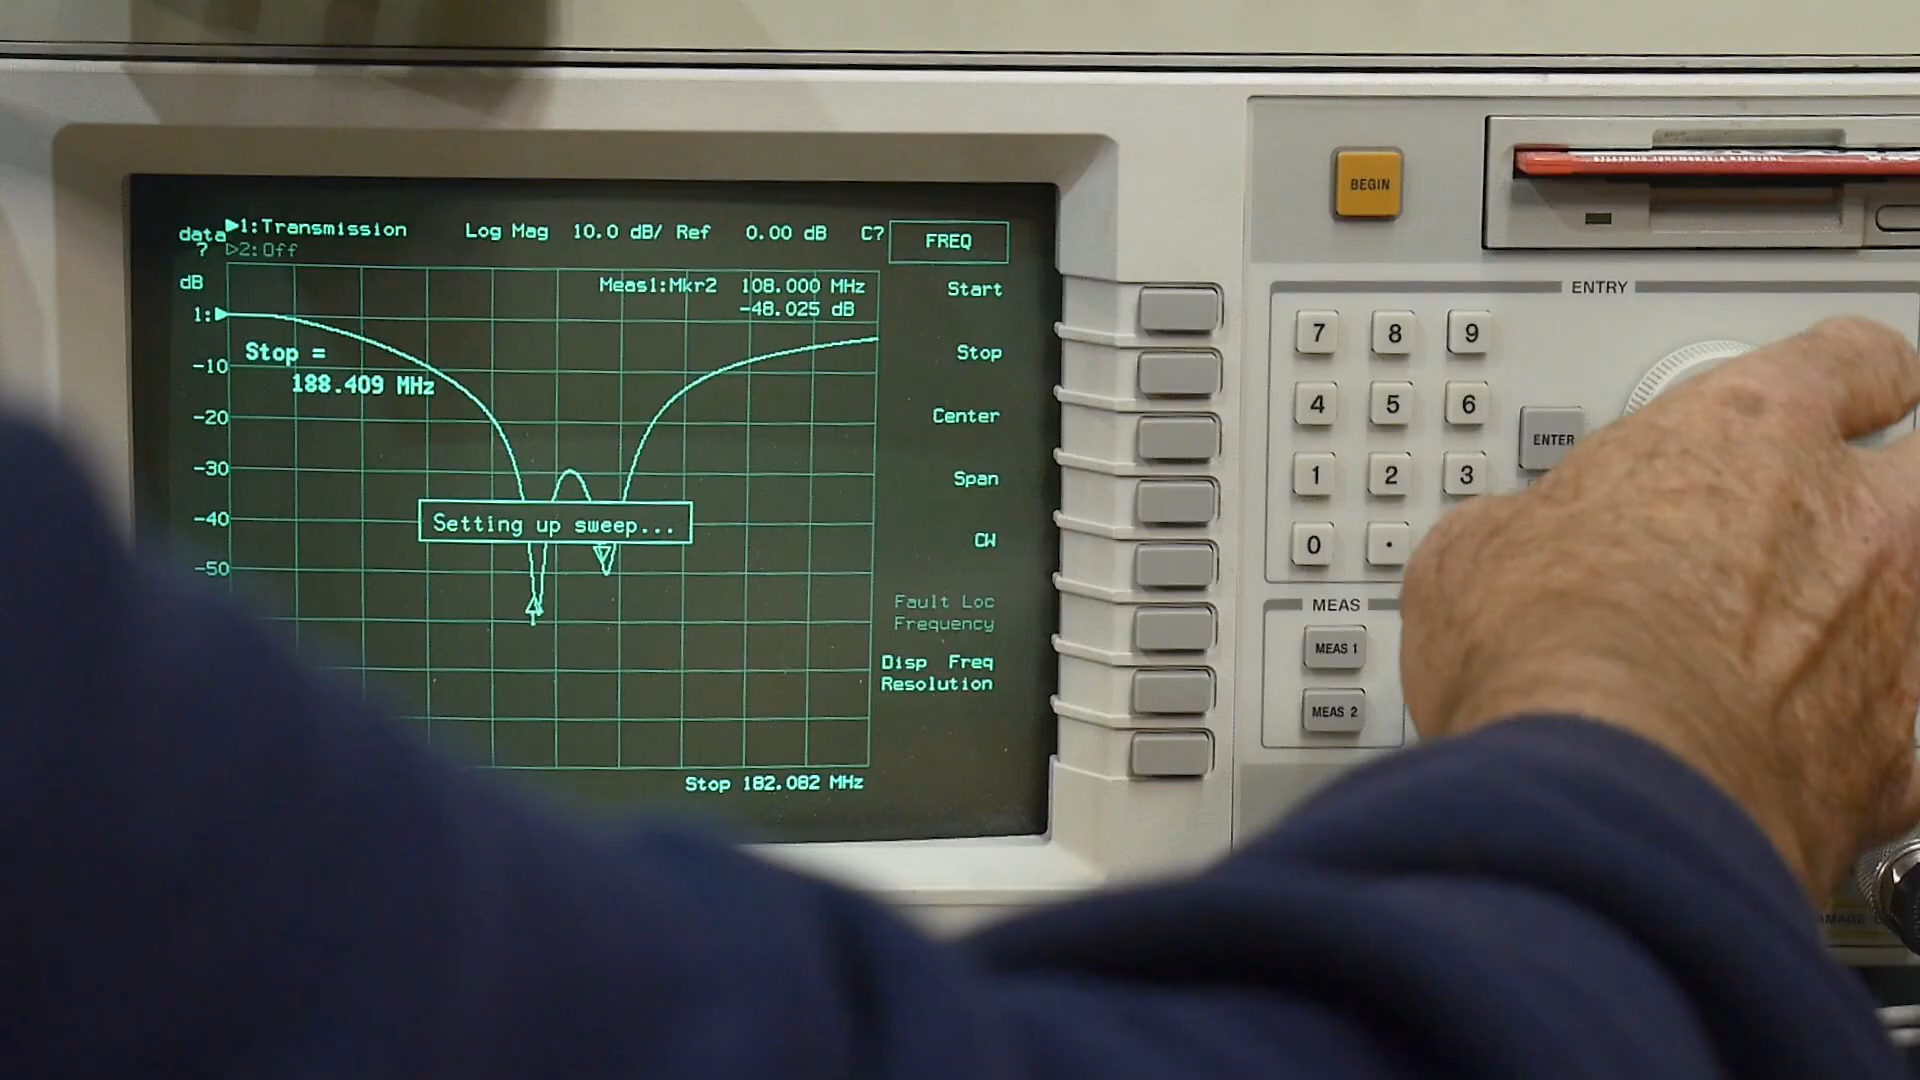 data ▶1:Transmission Log Mag 10.0 dB/ Ref 0.00 dB C?
? ▷2:Off
dB
Meas1:Mkr2 108.000 MHz
-48.025 dB
1:▶
Stop =
188.409 MHz
-10
-20
-30
-40
-50
Setting up sweep...
Stop 182.082 MHz
FREQ
Start
Stop
Center
Span
CW
Fault Loc
Frequency
Disp Freq
Resolution
BEGIN
ENTRY
7 8 9
4 5 6
ENTER
1 2 3
0 .
MEAS
MEAS 1
MEAS 2